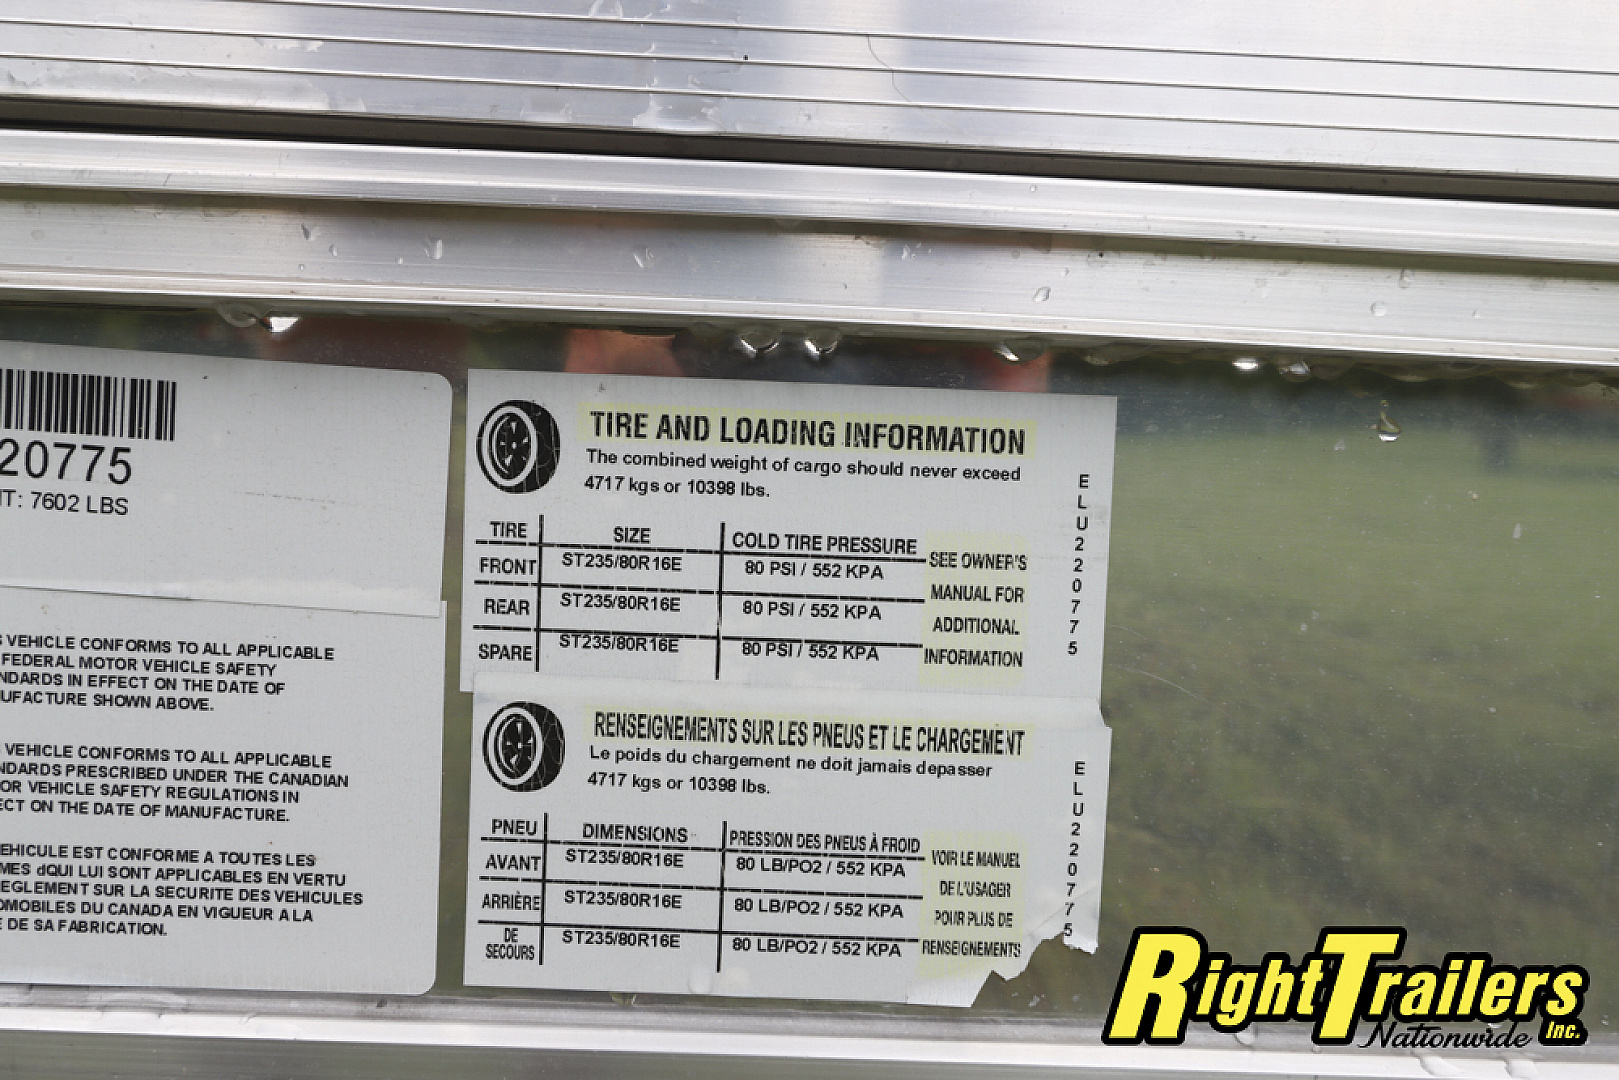 20775
T: 7602 LBS
VEHICLE CONFORMS TO ALL APPLICABLE
FEDERAL MOTOR VEHICLE SAFETY
NDARDS IN EFFECT ON THE DATE OF
UFACTURE SHOWN ABOVE.
VEHICLE CONFORMS TO ALL APPLICABLE
NDARDS PRESCRIBED UNDER THE CANADIAN
OR VEHICLE SAFETY REGULATIONS IN
ECT ON THE DATE OF MANUFACTURE.
EHICULE EST CONFORME A TOUTES LES
MES dQUI LUI SONT APPLICABLES EN VERTU
EGLEMENT SUR LA SECURITE DES VEHICULES
OMOBILES DU CANADA EN VIGUEUR A LA
E DE SA FABRICATION.
TIRE AND LOADING INFORMATION
The combined weight of cargo should never exceed
4717 kgs or 10398 lbs.
TIRE SIZE COLD TIRE PRESSURE
FRONT ST235/80R16E 80 PSI / 552 KPA
REAR ST235/80R16E 80 PSI / 552 KPA
SPARE ST235/80R16E 80 PSI / 552 KPA
SEE OWNER'S
MANUAL FOR
ADDITIONAL
INFORMATION
ELU220775
RENSEIGNEMENTS SUR LES PNEUS ET LE CHARGEMENT
Le poids du chargement ne doit jamais depasser
4717 kgs or 10398 lbs.
PNEU DIMENSIONS PRESSION DES PNEUS À FROID
AVANT ST235/80R16E 80 LB/PO2 / 552 KPA
ARRIÈRE ST235/80R16E 80 LB/PO2 / 552 KPA
DE
SECOURS ST235/80R16E 80 LB/PO2 / 552 KPA
VOIR LE MANUEL
DE L'USAGER
POUR PLUS DE
RENSEIGNEMENTS
ELU220775
RightTrailers
Nationwide Inc.